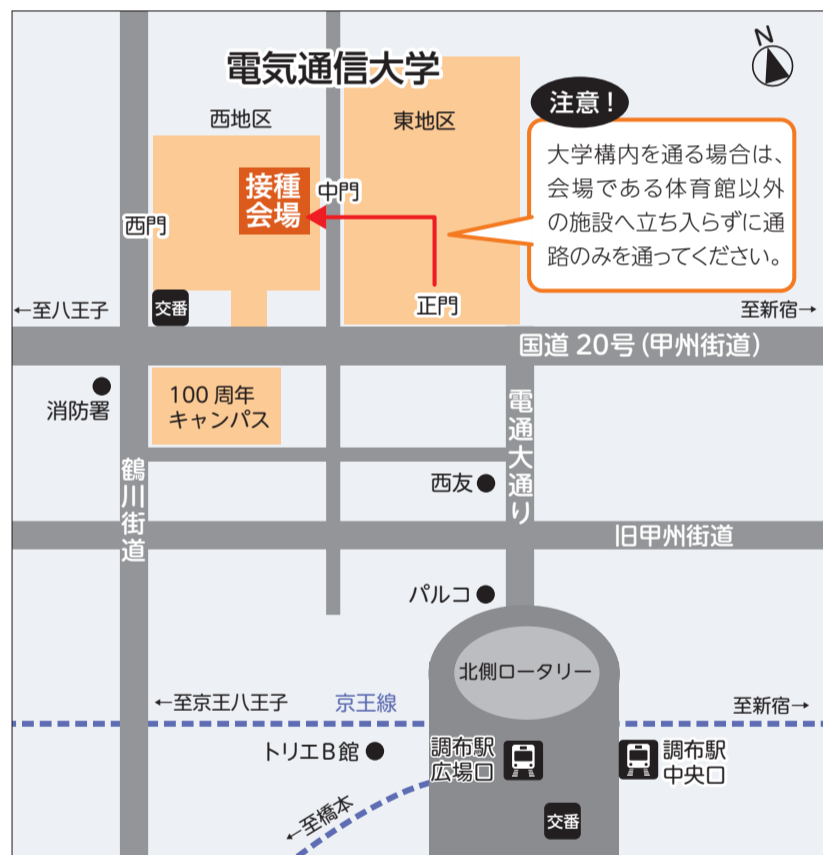 電気通信大学
N
西地区
東地区
注意！
大学構内を通る場合は、
会場である体育館以外
の施設へ立ち入らずに通
路のみを通ってください。
接種
会場
中門
西門
正門
交番
←至八王子
至新宿→
国道 20号（甲州街道）
消防署
100 周年
キャンパス
電通大通り
鶴川街道
西友
旧甲州街道
パルコ
北側ロータリー
←至京王八王子
京王線
至新宿→
トリエB館
調布駅
広場口
調布駅
中央口
←至橋本
交番